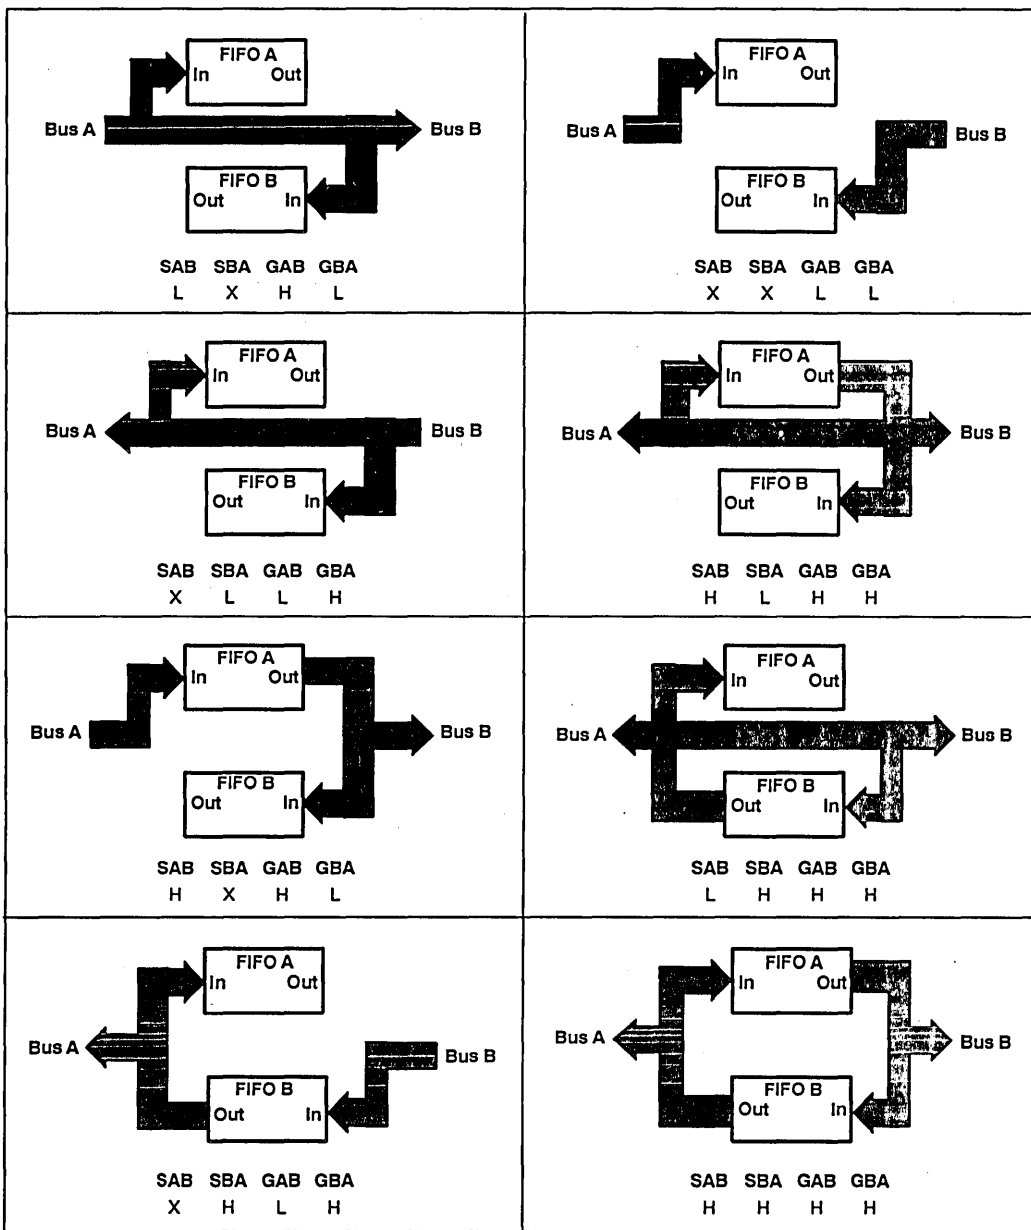 FIFO A
In Out
Bus A Bus B
FIFO B
Out In
SAB SBA GAB GBA
L X H L
FIFO A
In Out
Bus A Bus B
FIFO B
Out In
SAB SBA GAB GBA
X X L L
FIFO A
In Out
Bus A Bus B
FIFO B
Out In
SAB SBA GAB GBA
X L L H
FIFO A
In Out
Bus A Bus B
FIFO B
Out In
SAB SBA GAB GBA
H L H H
FIFO A
In Out
Bus A Bus B
FIFO B
Out In
SAB SBA GAB GBA
H X H L
FIFO A
In Out
Bus A Bus B
FIFO B
Out In
SAB SBA GAB GBA
L H H H
FIFO A
In Out
Bus A Bus B
FIFO B
Out In
SAB SBA GAB GBA
X H L H
FIFO A
In Out
Bus A Bus B
FIFO B
Out In
SAB SBA GAB GBA
H H H H